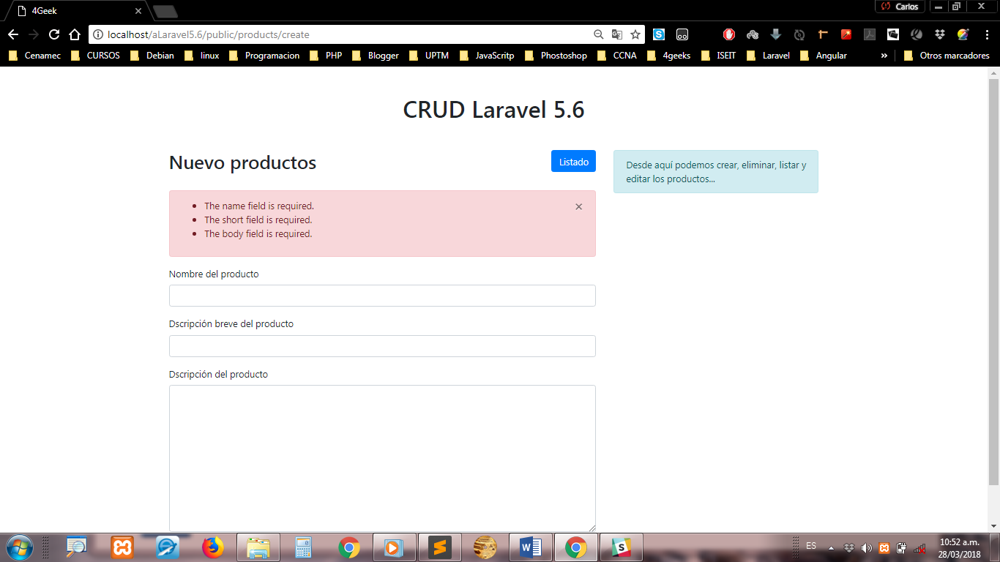 4Geek
Carlos
localhost/aLaravel5.6/public/products/create
Cenamec CURSOS Debian linux Programacion PHP Blogger UPTM JavaScritp Phostoshop CCNA 4geeks ISEIT Laravel Angular » Otros marcadores
CRUD Laravel 5.6
Nuevo productos
Listado
Desde aquí podemos crear, eliminar, listar y
editar los productos...
The name field is required.
The short field is required.
The body field is required.
Nombre del producto
Dscripción breve del producto
Dscripción del producto
ES
10:52 a.m.
28/03/2018